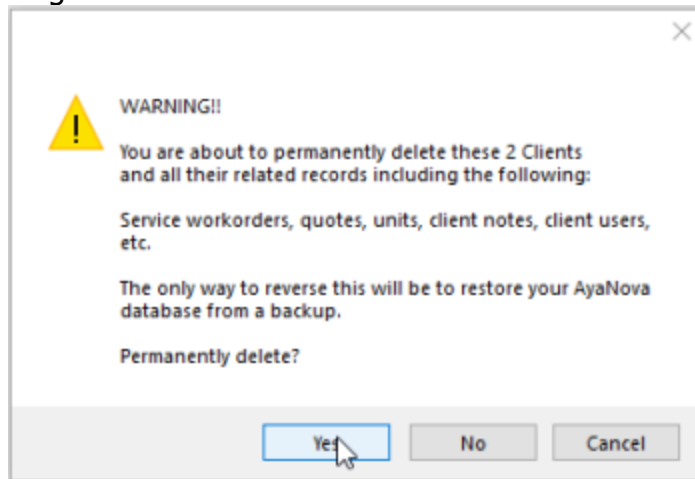 WARNING!!
You are about to permanently delete these 2 Clients
and all their related records including the following:
Service workorders, quotes, units, client notes, client users,
etc.
The only way to reverse this will be to restore your AyaNova
database from a backup.
Permanently delete?
Yes No Cancel